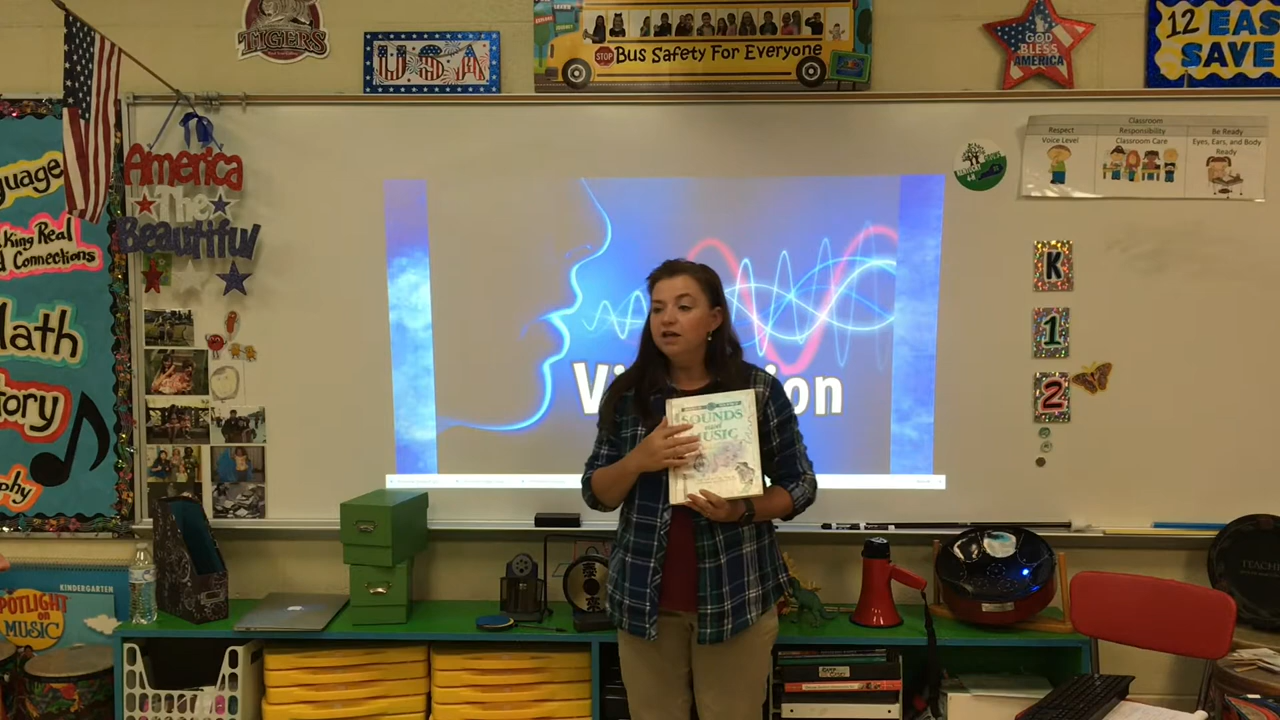 TIGERS
USA
STOP
Bus Safety For Everyone
GOD
BLESS
AMERICA
12 EAS
SAVE
America
The
Beautiful
Classroom
Respect
Voice Level
Responsibility
Classroom Care
Be Ready
Eyes, Ears, and Body
Ready
guage
king Real
d Connections
Math
tory
phy
K
1
2
Vi
ion
SOUNDS
and
MUSIC
KINDERGARTEN
SPOTLIGHT
ON
MUSIC